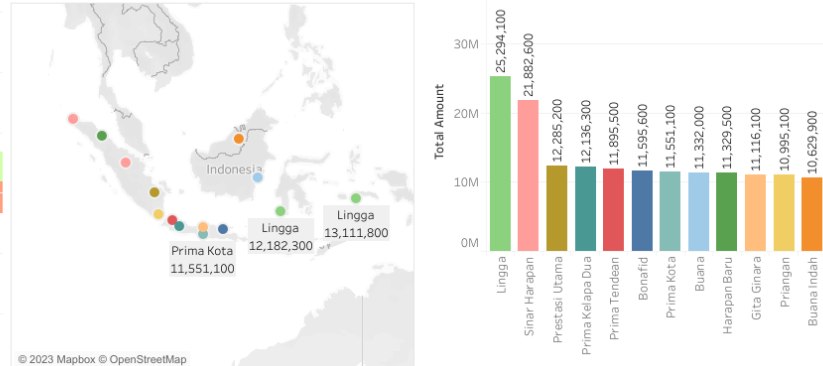 Indonesia
Lingga
13,111,800
Lingga
12,182,300
Prima Kota
11,551,100
© 2023 Mapbox © OpenStreetMap
Total Amount
30M
20M
10M
0M
25,294,100
21,882,600
12,285,200
12,136,300
11,895,500
11,595,600
11,551,100
11,332,000
11,329,500
11,116,100
10,995,100
10,629,900
Lingga
Sinar Harapan
Prestasi Utama
Prima Kelapa Dua
Prima Tendean
Bonafid
Prima Kota
Buana
Harapan Baru
Gita Ginara
Priangan
Buana Indah